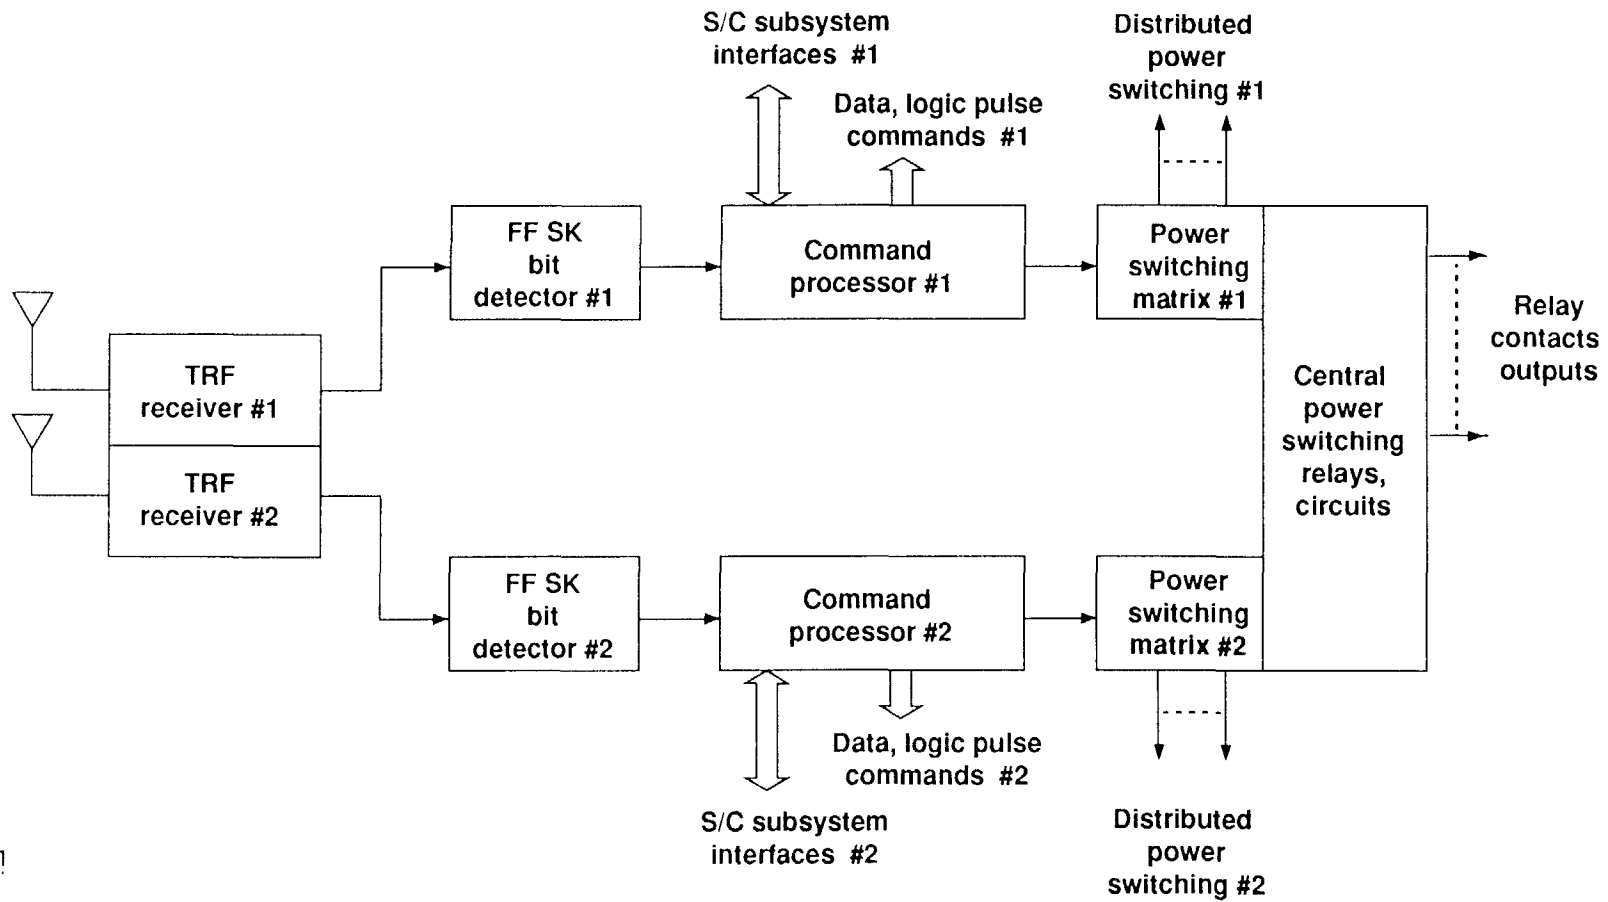 S/C subsystem
interfaces #1
Data, logic pulse
commands #1
Distributed
power
switching #1
FF SK
bit
detector #1
Command
processor #1
Power
switching
matrix #1
TRF
receiver #1
TRF
receiver #2
Central
power
switching
relays,
circuits
Relay
contacts
outputs
FF SK
bit
detector #2
Command
processor #2
Power
switching
matrix #2
Data, logic pulse
commands #2
S/C subsystem
interfaces #2
Distributed
power
switching #2